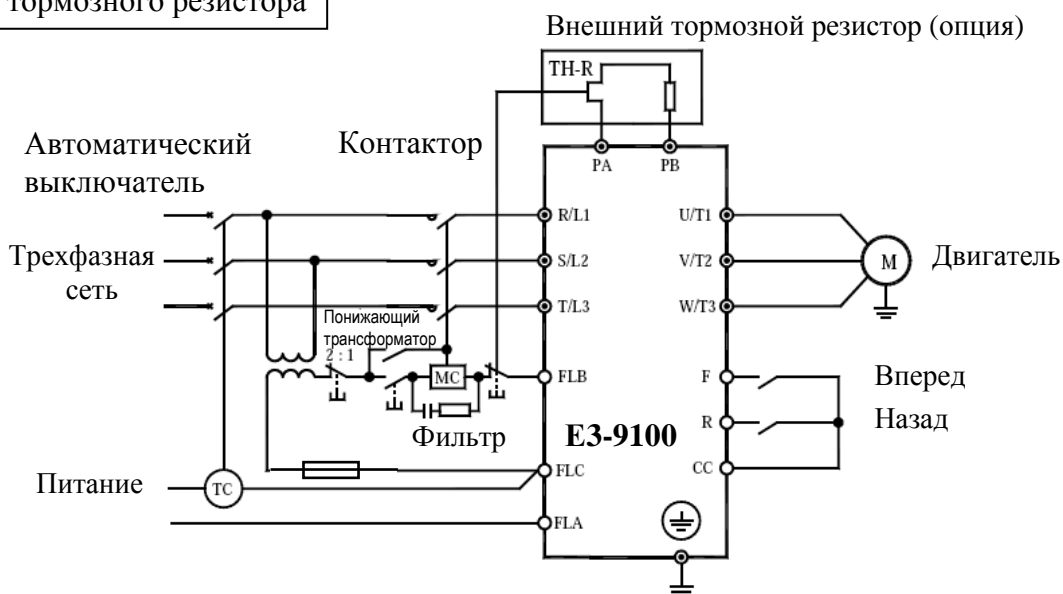 тормозного резистора
Внешний тормозной резистор (опция)
TH-R
PA
PB
Автоматический
выключатель
Контактор
R/L1
U/T1
S/L2
V/T2
T/L3
W/T3
Трехфазная
сеть
M
Двигатель
Понижающий
трансформатор
2 : 1
MC
FLB
F
Вперед
Фильтр
E3-9100
R
Назад
FLC
CC
Питание
TC
FLA